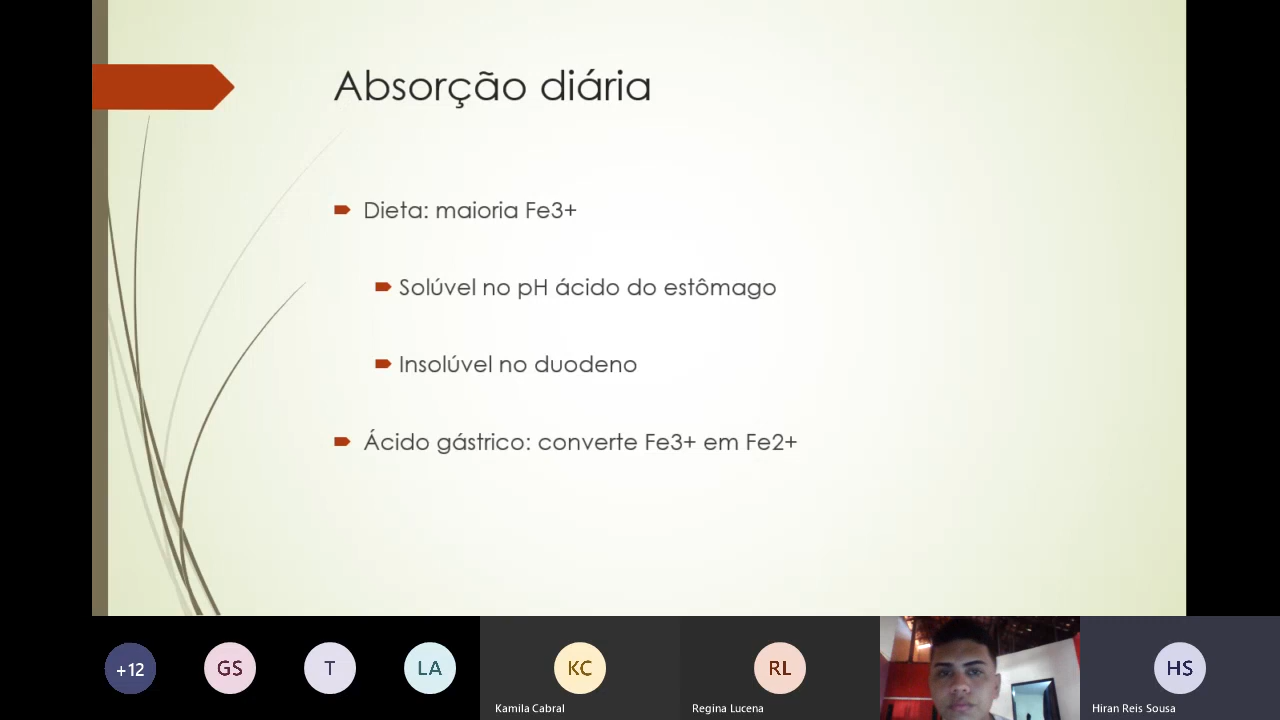 Absorção diária
Dieta: maioria Fe3+
Solúvel no pH ácido do estômago
Insolúvel no duodeno
Ácido gástrico: converte Fe3+ em Fe2+
+12
GS
T
LA
KC
RL
HS
Kamila Cabral
Regina Lucena
Hiran Reis Sousa